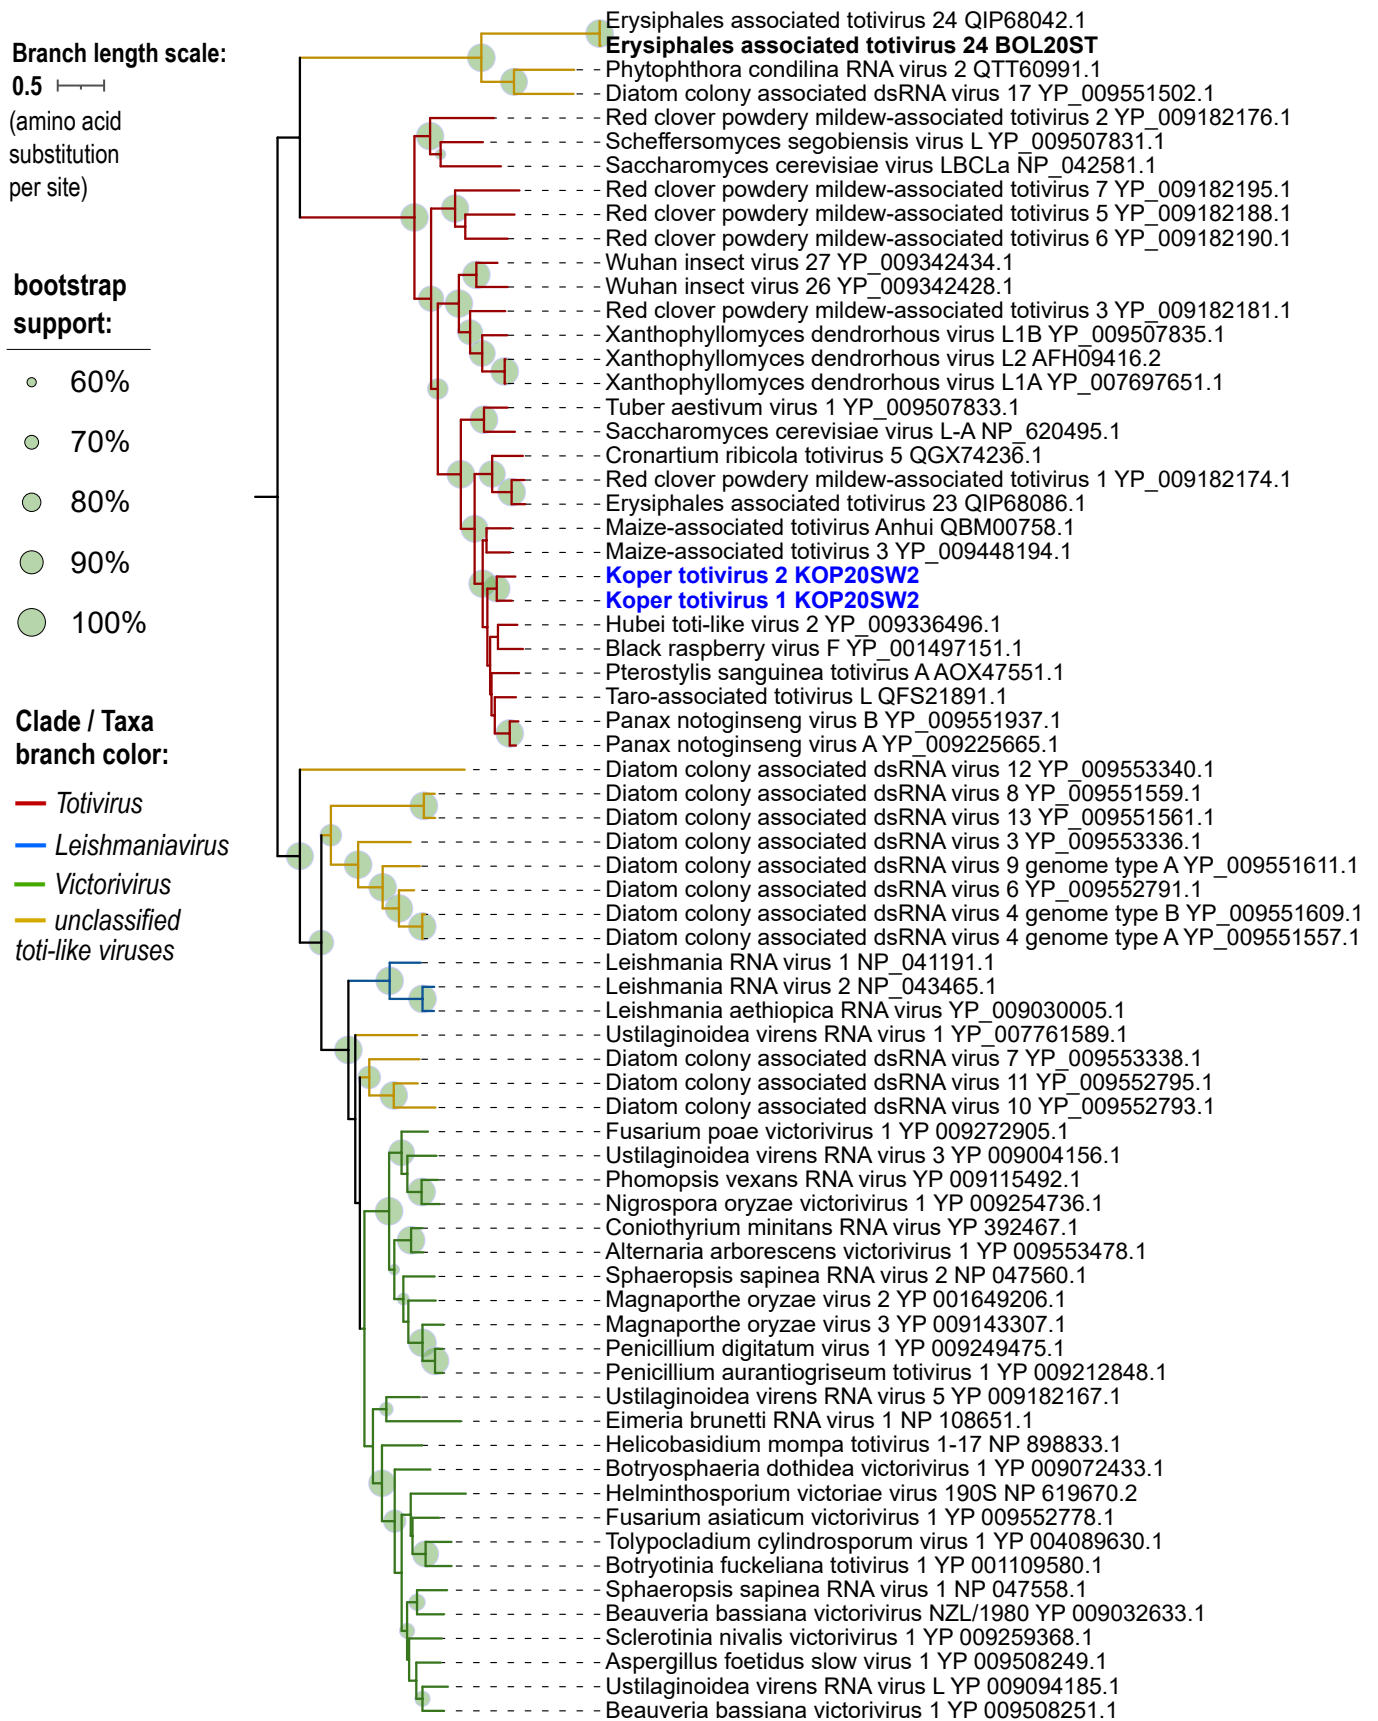 Branch length scale:
0.5
(amino acid
substitution
per site)
bootstrap
support:
60%
70%
80%
90%
100%
Clade / Taxa
branch color:
Totivirus
Leishmaniavirus
Victorivirus
unclassified
toti-like viruses
Erysiphales associated totivirus 24 QIP68042.1
Erysiphales associated totivirus 24 BOL20ST
Phytophthora condilina RNA virus 2 QTT60991.1
Diatom colony associated dsRNA virus 17 YP_009551502.1
Red clover powdery mildew-associated totivirus 2 YP_009182176.1
Scheffersomyces segobiensis virus L YP_009507831.1
Saccharomyces cerevisiae virus LBCLa NP_042581.1
Red clover powdery mildew-associated totivirus 7 YP_009182195.1
Red clover powdery mildew-associated totivirus 5 YP_009182188.1
Red clover powdery mildew-associated totivirus 6 YP_009182190.1
Wuhan insect virus 27 YP_009342434.1
Wuhan insect virus 26 YP_009342428.1
Red clover powdery mildew-associated totivirus 3 YP_009182181.1
Xanthophyllomyces dendrorhous virus L1B YP_009507835.1
Xanthophyllomyces dendrorhous virus L2 AFH09416.2
Xanthophyllomyces dendrorhous virus L1A YP_007697651.1
Tuber aestivum virus 1 YP_009507833.1
Saccharomyces cerevisiae virus L-A NP_620495.1
Cronartium ribicola totivirus 5 QGX74236.1
Red clover powdery mildew-associated totivirus 1 YP_009182174.1
Erysiphales associated totivirus 23 QIP68086.1
Maize-associated totivirus Anhui QBM00758.1
Maize-associated totivirus 3 YP_009448194.1
Koper totivirus 2 KOP20SW2
Koper totivirus 1 KOP20SW2
Hubei toti-like virus 2 YP_009336496.1
Black raspberry virus F YP_001497151.1
Pterostylis sanguinea totivirus A AOX47551.1
Taro-associated totivirus L QFS21891.1
Panax notoginseng virus B YP_009551937.1
Panax notoginseng virus A YP_009225665.1
Diatom colony associated dsRNA virus 12 YP_009553340.1
Diatom colony associated dsRNA virus 8 YP_009551559.1
Diatom colony associated dsRNA virus 13 YP_009551561.1
Diatom colony associated dsRNA virus 3 YP_009553336.1
Diatom colony associated dsRNA virus 9 genome type A YP_009551611.1
Diatom colony associated dsRNA virus 6 YP_009552791.1
Diatom colony associated dsRNA virus 4 genome type B YP_009551609.1
Diatom colony associated dsRNA virus 4 genome type A YP_009551557.1
Leishmania RNA virus 1 NP_041191.1
Leishmania RNA virus 2 NP_043465.1
Leishmania aethiopica RNA virus YP_009030005.1
Ustilaginoidea virens RNA virus 1 YP_007761589.1
Diatom colony associated dsRNA virus 7 YP_009553338.1
Diatom colony associated dsRNA virus 11 YP_009552795.1
Diatom colony associated dsRNA virus 10 YP_009552793.1
Fusarium poae victorivirus 1 YP 009272905.1
Ustilaginoidea virens RNA virus 3 YP 009004156.1
Phomopsis vexans RNA virus YP 009115492.1
Nigrospora oryzae victorivirus 1 YP 009254736.1
Coniothyrium minitans RNA virus YP 392467.1
Alternaria arborescens victorivirus 1 YP 009553478.1
Sphaeropsis sapinea RNA virus 2 NP 047560.1
Magnaporthe oryzae virus 2 YP 001649206.1
Magnaporthe oryzae virus 3 YP 009143307.1
Penicillium digitatum virus 1 YP 009249475.1
Penicillium aurantiogriseum totivirus 1 YP 009212848.1
Ustilaginoidea virens RNA virus 5 YP 009182167.1
Eimeria brunetti RNA virus 1 NP 108651.1
Helicobasidium mompa totivirus 1-17 NP 898833.1
Botryosphaeria dothidea victorivirus 1 YP 009072433.1
Helminthosporium victoriae virus 190S NP 619670.2
Fusarium asiaticum victorivirus 1 YP 009552778.1
Tolypocladium cylindrosporum virus 1 YP 004089630.1
Botryotinia fuckeliana totivirus 1 YP 001109580.1
Sphaeropsis sapinea RNA virus 1 NP 047558.1
Beauveria bassiana victorivirus NZL/1980 YP 009032633.1
Sclerotinia nivalis victorivirus 1 YP 009259368.1
Aspergillus foetidus slow virus 1 YP 009508249.1
Ustilaginoidea virens RNA virus L YP 009094185.1
Beauveria bassiana victorivirus 1 YP 009508251.1